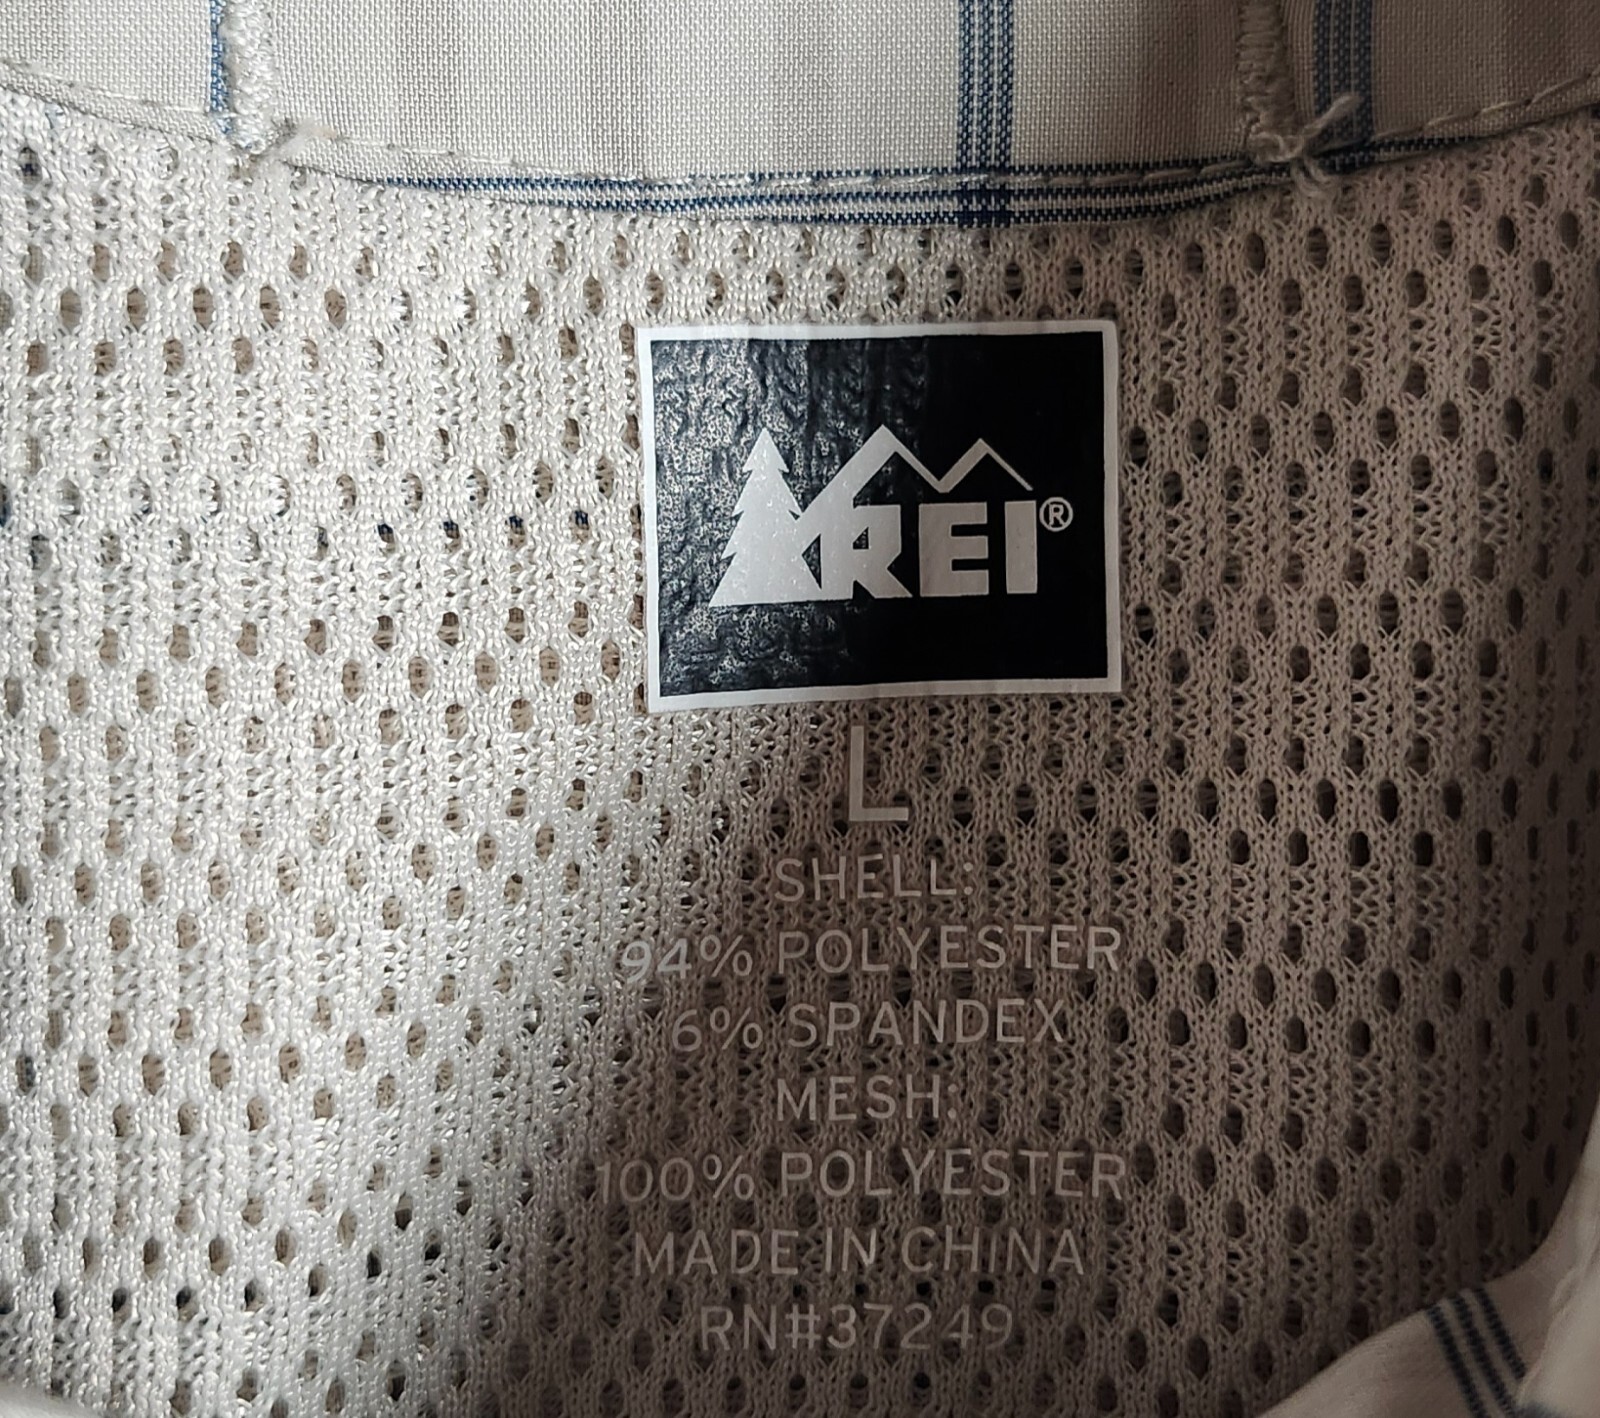 REI®
L
SHELL:
94% POLYESTER
6% SPANDEX
MESH:
100% POLYESTER
MADE IN CHINA
RN#37249